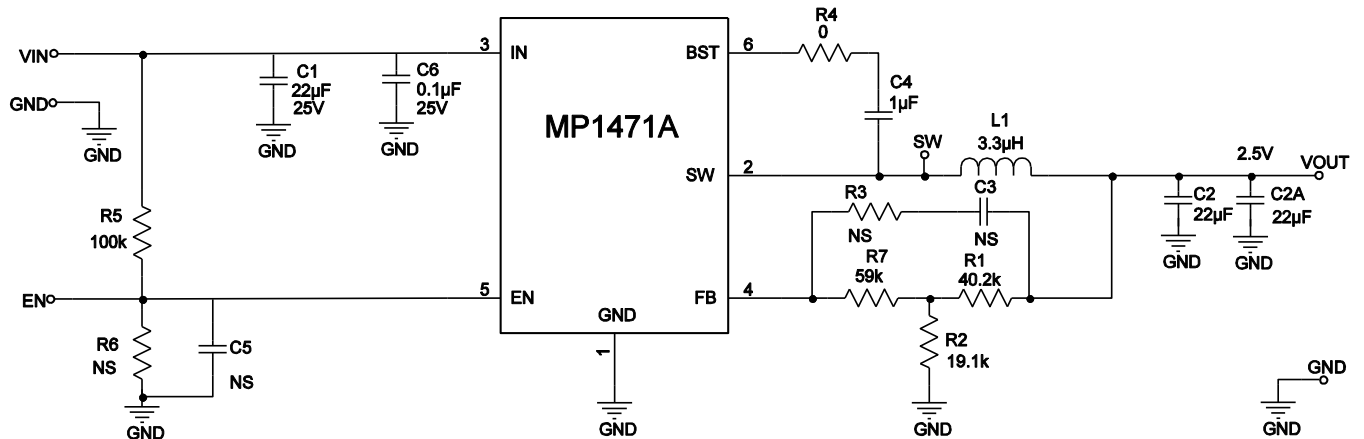 R4
0
VIN
3
IN
BST
6
C1
22µF
25V
C6
0.1µF
25V
C4
1µF
GND
GND
GND
GND
MP1471A
L1
3.3µH
SW
SW
2
2.5V
VOUT
R3
NS
C3
NS
C2
22µF
C2A
22µF
GND
GND
R5
100k
R7
59k
R1
40.2k
EN
5
EN
FB
4
GND
1
R6
NS
C5
NS
R2
19.1k
GND
GND
GND
GND
GND